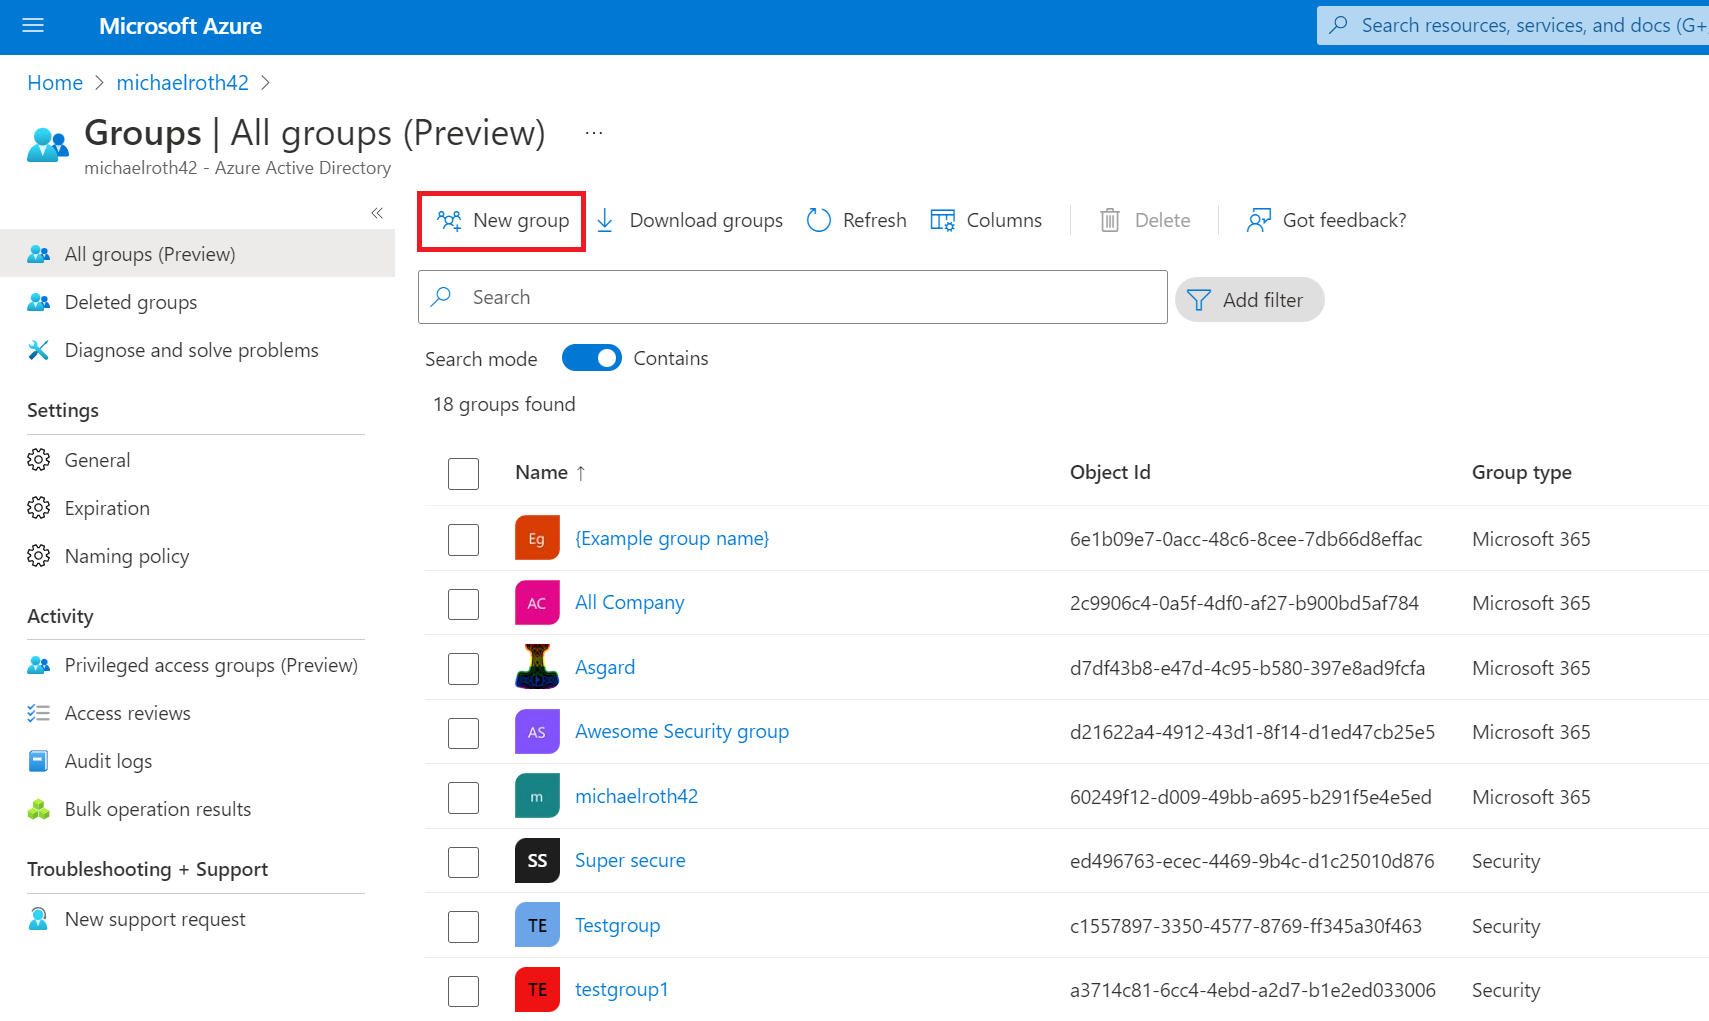 Microsoft Azure
Search resources, services, and docs (G+
Home > michaelroth42 >
Groups | All groups (Preview) ...
michaelroth42 - Azure Active Directory
«
All groups (Preview)
Deleted groups
Diagnose and solve problems
Settings
General
Expiration
Naming policy
Activity
Privileged access groups (Preview)
Access reviews
Audit logs
Bulk operation results
Troubleshooting + Support
New support request
New group Download groups Refresh Columns Delete Got feedback?
Search Add filter
Search mode Contains
18 groups found
Name ↑ Object Id Group type
Eg {Example group name} 6e1b09e7-0acc-48c6-8cee-7db66d8effac Microsoft 365
AC All Company 2c9906c4-0a5f-4df0-af27-b900bd5af784 Microsoft 365
Asgard d7df43b8-e47d-4c95-b580-397e8ad9fcfa Microsoft 365
AS Awesome Security group d21622a4-4912-43d1-8f14-d1ed47cb25e5 Microsoft 365
m michaelroth42 60249f12-d009-49bb-a695-b291f5e4e5ed Microsoft 365
SS Super secure ed496763-ecec-4469-9b4c-d1c25010d876 Security
TE Testgroup c1557897-3350-4577-8769-ff345a30f463 Security
TE testgroup1 a3714c81-6cc4-4ebd-a2d7-b1e2ed033006 Security